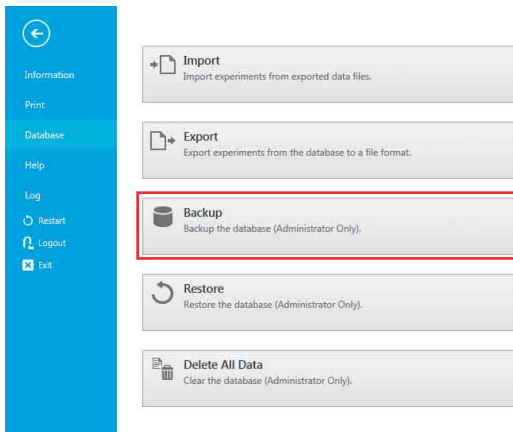 Information
Print
Database
Help
Log
Restart
Logout
Exit
Import
Import experiments from exported data files.
Export
Export experiments from the database to a file format.
Backup
Backup the database (Administrator Only).
Restore
Restore the database (Administrator Only).
Delete All Data
Clear the database (Administrator Only).